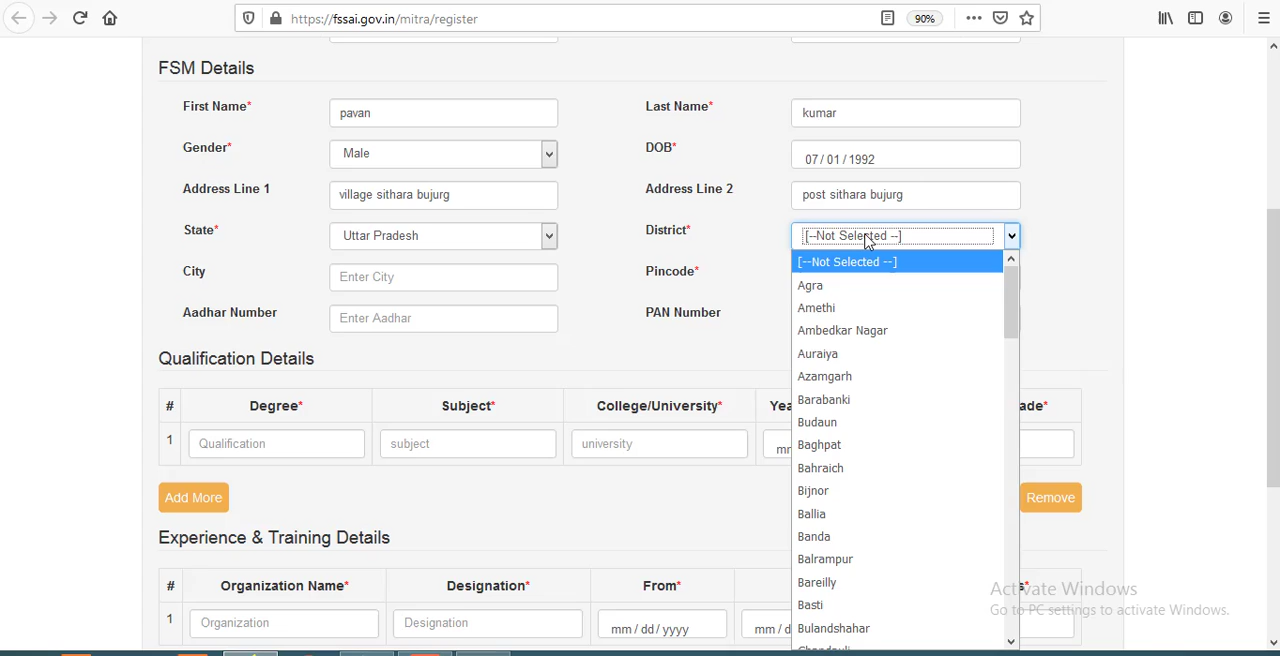 https://fssai.gov.in/mitra/register
90%
FSM Details
First Name*
pavan
Last Name*
kumar
Gender*
Male
DOB*
07/01/1992
Address Line 1
village sithara bujurg
Address Line 2
post sithara bujurg
State*
Uttar Pradesh
District*
[--Not Selected --]
City
Enter City
Pincode*
[--Not Selected --]
Agra
Amethi
Ambedkar Nagar
Auraiya
Azamgarh
Barabanki
Budaun
Baghpat
Bahraich
Bijnor
Ballia
Banda
Balrampur
Bareilly
Basti
Bulandshahar
Aadhar Number
Enter Aadhar
PAN Number
Qualification Details
# Degree* Subject* College/University*
1 Qualification subject university
Add More
Remove
Experience & Training Details
# Organization Name* Designation* From*
1 Organization Designation mm/dd/yyyy mm/d
Activate Windows
Go to PC settings to activate Windows.